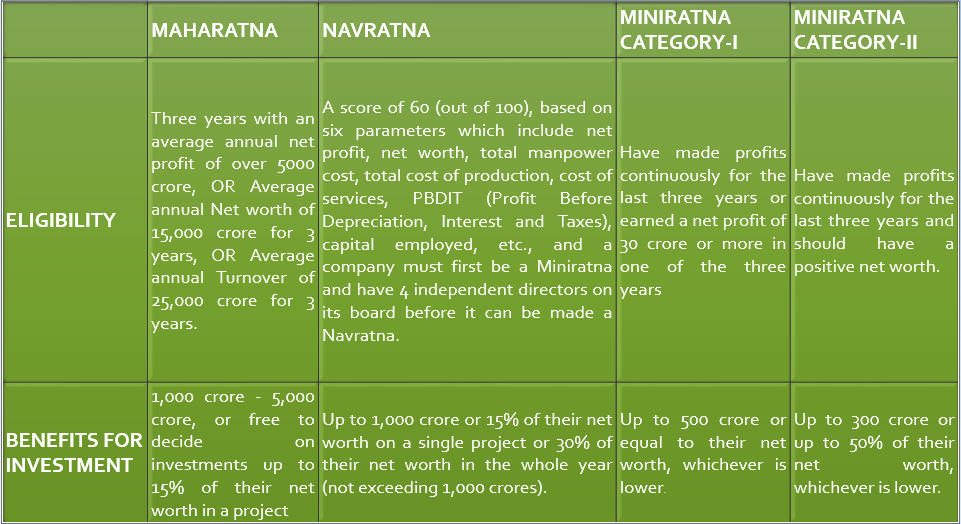 MAHARATNA
NAVRATNA
MINIRATNA
CATEGORY-I
MINIRATNA
CATEGORY-II
ELIGIBILITY
Three years with an
average annual net
profit of over 5000
crore, OR Average
annual Net worth of
15,000 crore for 3
years, OR Average
annual Turnover of
25,000 crore for 3
years.
A score of 60 (out of 100), based on
six parameters which include net
profit, net worth, total manpower
cost, total cost of production, cost of
services, PBDIT (Profit Before
Depreciation, Interest and Taxes),
capital employed, etc., and a
company must first be a Miniratna
and have 4 independent directors on
its board before it can be made a
Navratna.
Have made profits
continuously for the
last three years or
earned a net profit of
30 crore or more in
one of the three
years
Have made profits
continuously for the
last three years and
should have a
positive net worth.
BENEFITS FOR
INVESTMENT
1,000 crore - 5,000
crore, or free to
decide on
investments up to
15% of their net
worth in a project
Up to 1,000 crore or 15% of their net
worth on a single project or 30% of
their net worth in the whole year
(not exceeding 1,000 crores).
Up to 500 crore or
equal to their net
worth, whichever is
lower.
Up to 300 crore or
up to 50% of their
net worth,
whichever is lower.